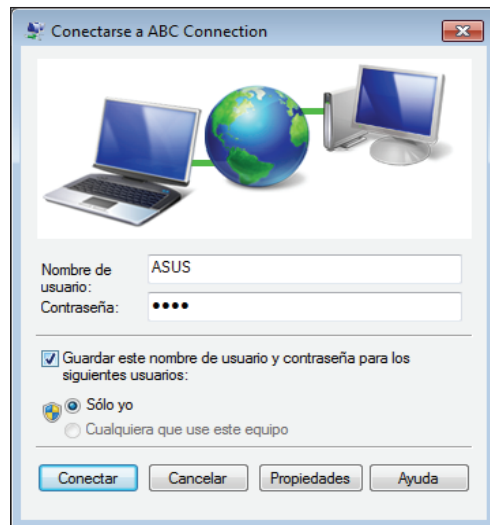 Conectarse a ABC Connection
Nombre de
usuario:
ASUS
Contraseña:
••••
Guardar este nombre de usuario y contraseña para los
siguientes usuarios:
Sólo yo
Cualquiera que use este equipo
Conectar
Cancelar
Propiedades
Ayuda